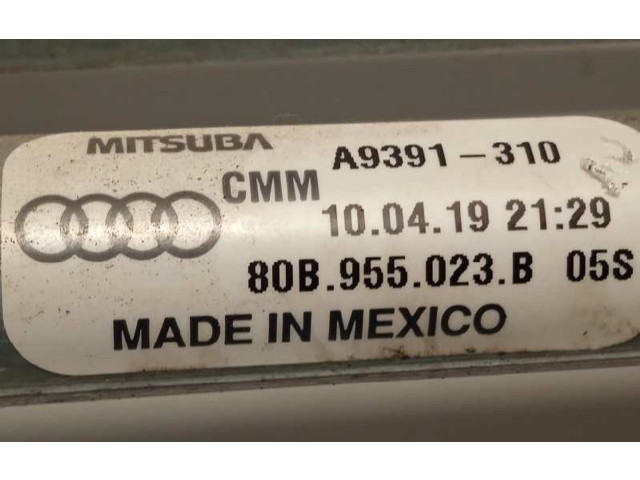 MITSUBA A9391-310
CMM 10.04.19 21:29
80B.955.023.B 05S
MADE IN MEXICO